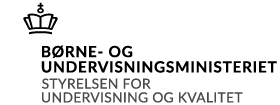 BØRNE- OG
UNDERVISNINGSMINISTERIET
STYRELSEN FOR
UNDERVISNING OG KVALITET